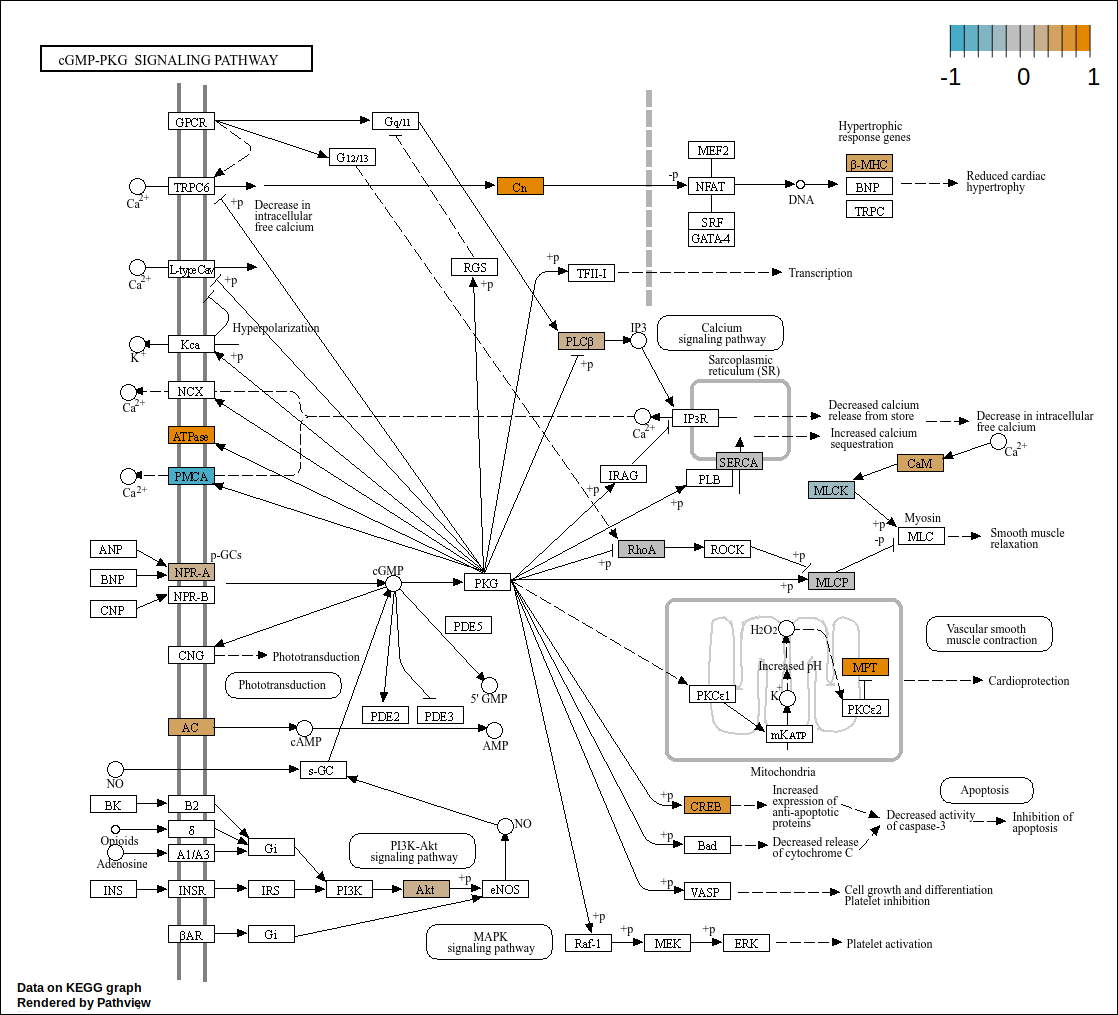 cGMP-PKG SIGNALING PATHWAY
-1 0 1
GPCR
Gq/11
G12/13
TRPC6
Ca2+
+p
Decrease in
intracellular
free calcium
Cn
-p
MEF2
NFAT
SRF
GATA-4
DNA
Hypertrophic
response genes
β-MHC
BNP
TRPC
Reduced cardiac
hypertrophy
Ca2+
L-typeCav
+p
RGS
+p
+p
TFII-I
Transcription
Hyperpolarization
K+
Kca
+p
PLCβ
+p
IP3
Calcium
signaling pathway
Sarcoplasmic
reticulum (SR)
NCX
Ca2+
ATPase
PMCA
Ca2+
Ca2+
IP3R
Decreased calcium
release from store
Increased calcium
sequestration
Decrease in intracellular
free calcium
Ca2+
SERCA
PLB
+p
IRAG
+p
CaM
MLCK
+p
-p
Myosin
MLC
Smooth muscle
relaxation
RhoA
+p
ROCK
+p
MLCP
+p
ANP
BNP
CNP
p-GCs
NPR-A
NPR-B
cGMP
PKG
PDE5
CNG
Phototransduction
Phototransduction
PDE2
PDE3
5' GMP
AC
cAMP
AMP
NO
s-GC
H2O2
Increased pH
K+
PKCε1
mKATP
MPT
PKCε2
Mitochondria
Vascular smooth
muscle contraction
Cardioprotection
BK
B2
Opioids
δ
Adenosine
A1/A3
Gi
INS
INSR
IRS
PI3K
Akt
+p
eNOS
NO
PI3K-Akt
signaling pathway
βAR
Gi
MAPK
signaling pathway
+p
CREB
Increased
expression of
anti-apoptotic
proteins
Apoptosis
Decreased activity
of caspase-3
Inhibition of
apoptosis
+p
Bad
Decreased release
of cytochrome C
+p
VASP
Cell growth and differentiation
Platelet inhibition
+p
Raf-1
+p
MEK
+p
ERK
Platelet activation
Data on KEGG graph
Rendered by Pathview